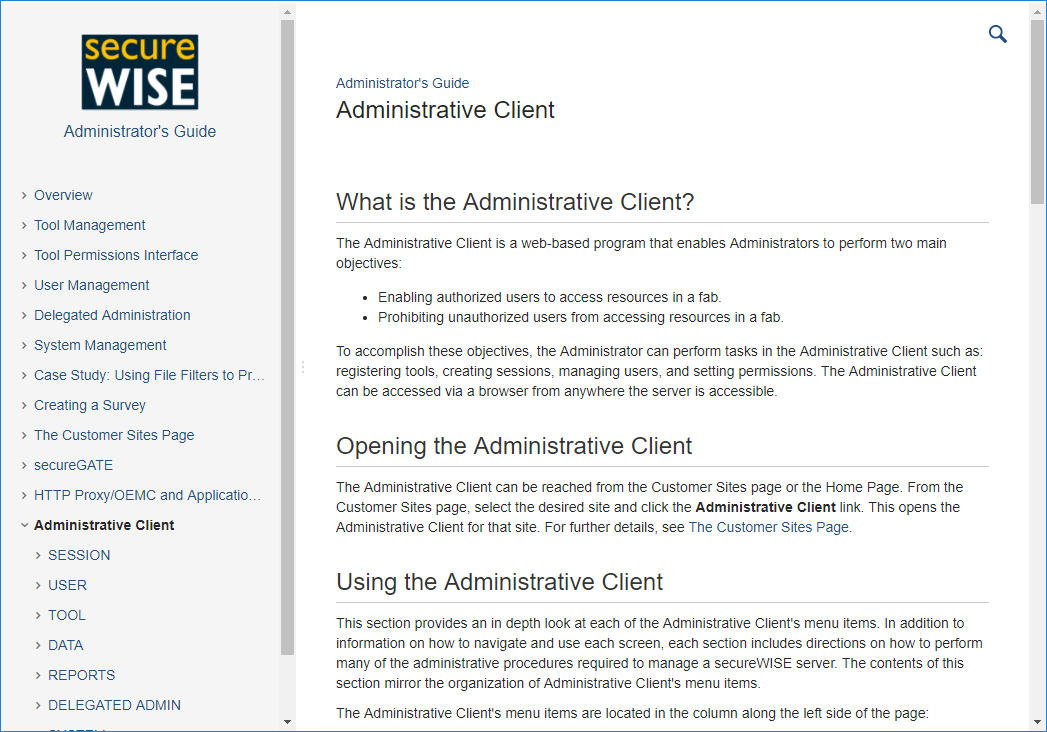 secure
WISE
Administrator's Guide
Overview
Tool Management
Tool Permissions Interface
User Management
Delegated Administration
System Management
Case Study: Using File Filters to Pr...
Creating a Survey
The Customer Sites Page
secureGATE
HTTP Proxy/OEMC and Applicatio...
Administrative Client
SESSION
USER
TOOL
DATA
REPORTS
DELEGATED ADMIN
Administrator's Guide
Administrative Client
What is the Administrative Client?
The Administrative Client is a web-based program that enables Administrators to perform two main
objectives:
• Enabling authorized users to access resources in a fab.
• Prohibiting unauthorized users from accessing resources in a fab.
To accomplish these objectives, the Administrator can perform tasks in the Administrative Client such as:
registering tools, creating sessions, managing users, and setting permissions. The Administrative Client
can be accessed via a browser from anywhere the server is accessible.
Opening the Administrative Client
The Administrative Client can be reached from the Customer Sites page or the Home Page. From the
Customer Sites page, select the desired site and click the Administrative Client link. This opens the
Administrative Client for that site. For further details, see The Customer Sites Page.
Using the Administrative Client
This section provides an in depth look at each of the Administrative Client's menu items. In addition to
information on how to navigate and use each screen, each section includes directions on how to perform
many of the administrative procedures required to manage a secureWISE server. The contents of this
section mirror the organization of Administrative Client's menu items.
The Administrative Client's menu items are located in the column along the left side of the page: